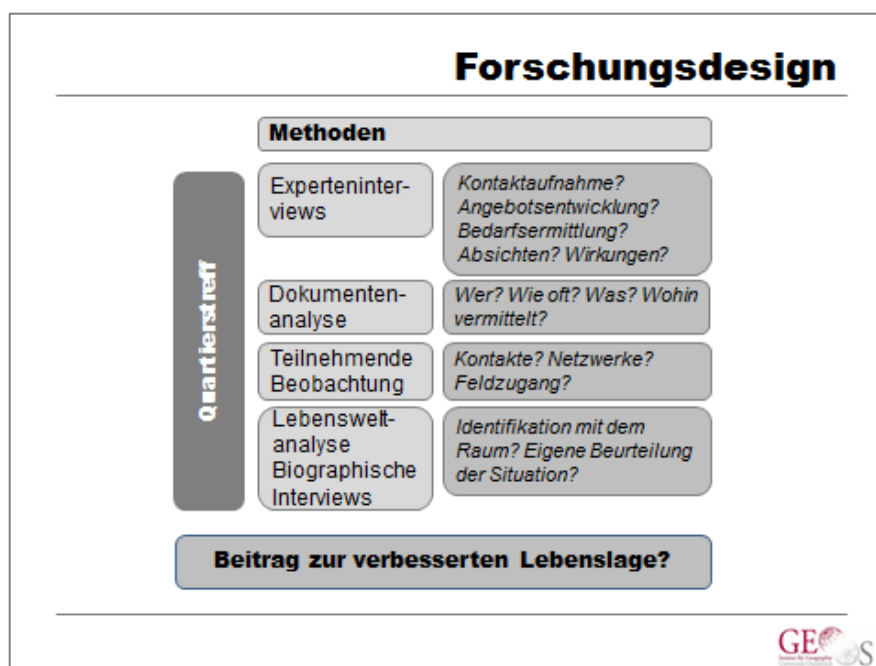 Forschungsdesign
Methoden
Quartierstreff
Experteninter-
views
Kontaktaufnahme?
Angebotsentwicklung?
Bedarfsermittlung?
Absichten? Wirkungen?
Dokumenten-
analyse
Wer? Wie oft? Was? Wohin
vermittelt?
Teilnehmende
Beobachtung
Kontakte? Netzwerke?
Feldzugang?
Lebenswelt-
analyse
Biographische
Interviews
Identifikation mit dem
Raum? Eigene Beurteilung
der Situation?
Beitrag zur verbesserten Lebenslage?
GEOS